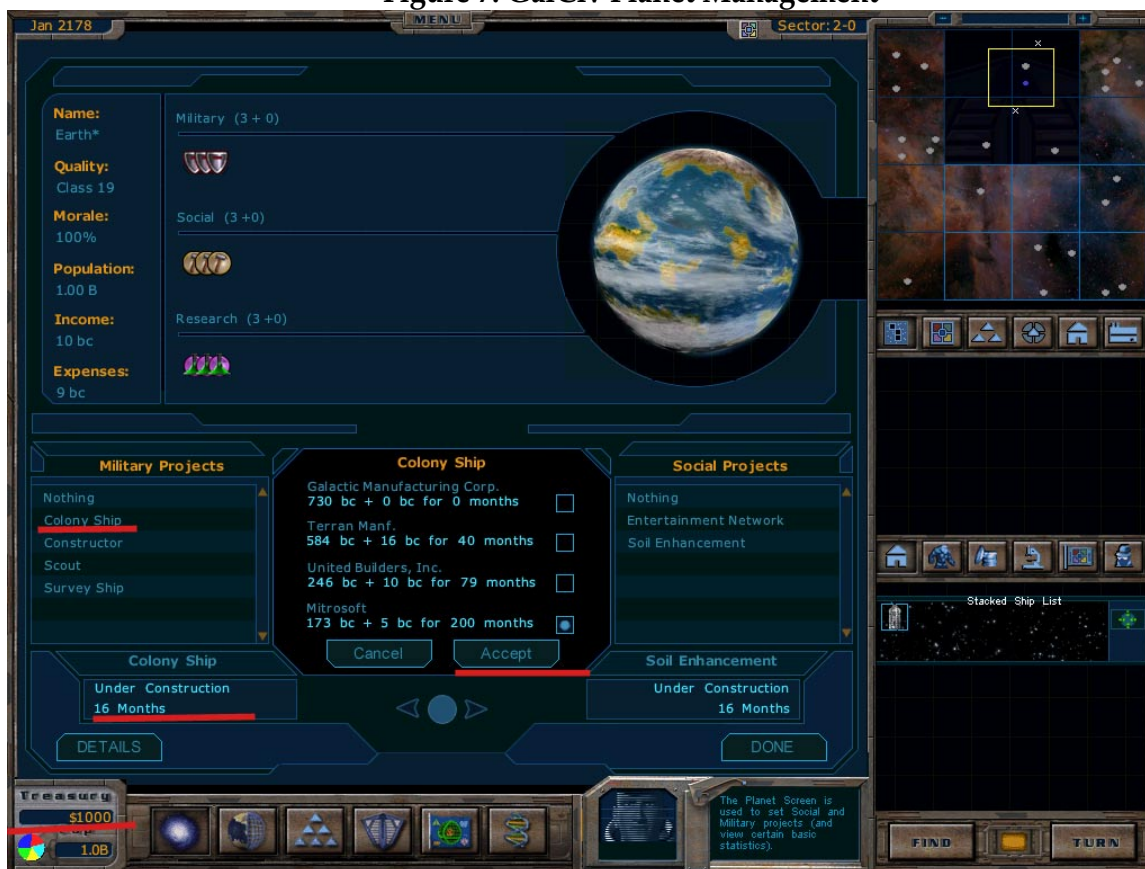 Figure 7: GalCiv Planet Management
Jan 2178
MENU
Sector: 2-0
Name:
Earth*
Quality:
Class 19
Morale:
100%
Population:
1.00 B
Income:
10 bc
Expenses:
9 bc
Military (3 + 0)
Social (3 +0)
Research (3 +0)
Military Projects
Nothing
Colony Ship
Constructor
Scout
Survey Ship
Colony Ship
Galactic Manufacturing Corp.
730 bc + 0 bc for 0 months
Terran Manf.
584 bc + 16 bc for 40 months
United Builders, Inc.
246 bc + 10 bc for 79 months
Mitrosoft
173 bc + 5 bc for 200 months
Cancel
Accept
Social Projects
Nothing
Entertainment Network
Soil Enhancement
Colony Ship
Under Construction
16 Months
DETAILS
Soil Enhancement
Under Construction
16 Months
DONE
Stacked Ship List
Treasury
$1000
1.0B
The Planet Screen is
used to set Social and
Military projects (and
view certain basic
statistics).
FIND
TURN